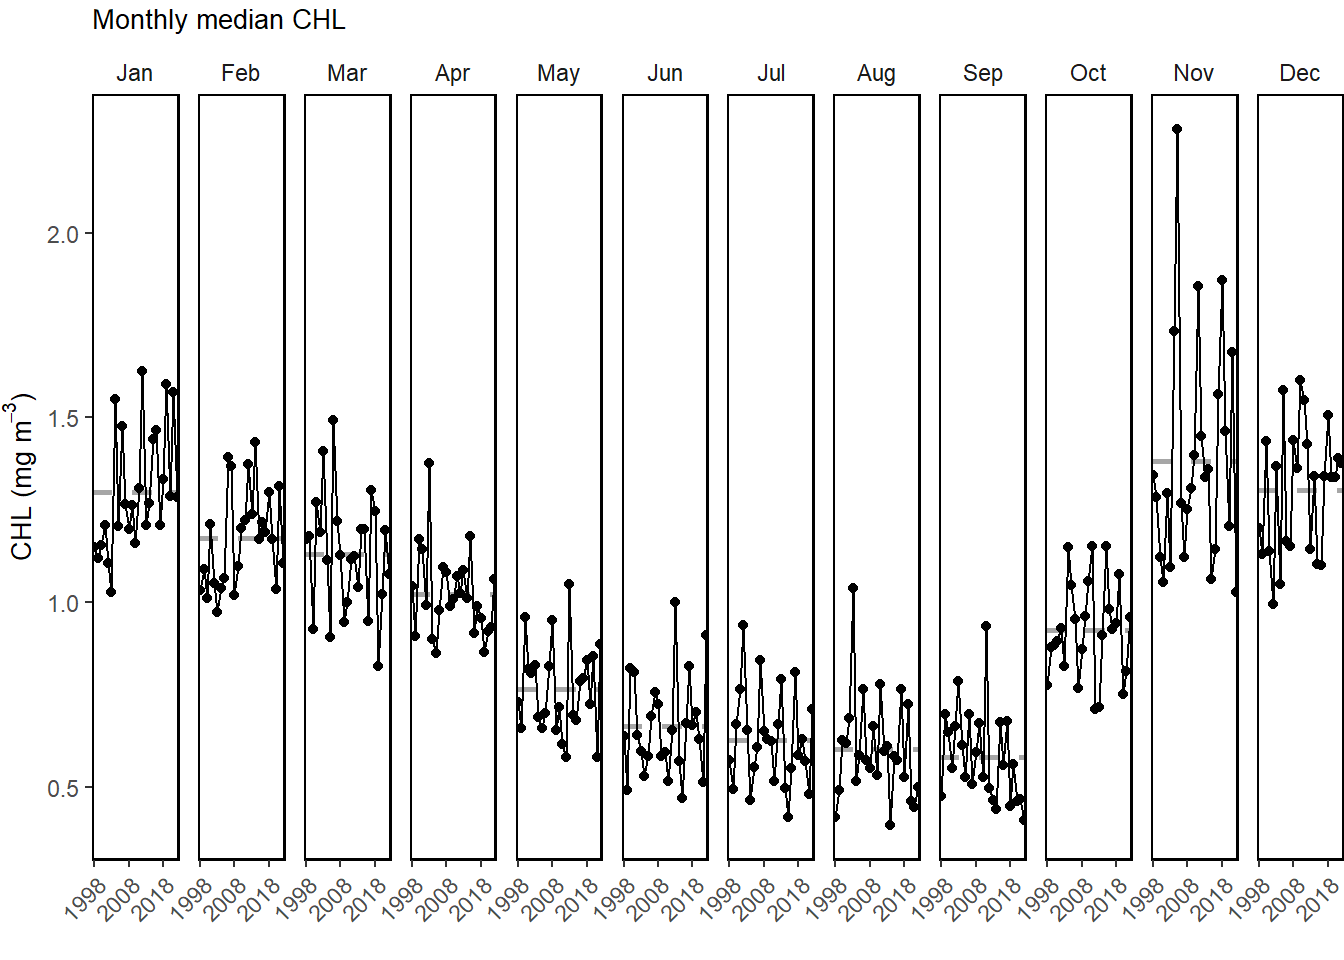 Monthly median CHL
Jan Feb Mar Apr May Jun Jul Aug Sep Oct Nov Dec
CHL (mg m⁻³)
2.0
1.5
1.0
0.5
1998 2008 2018 1998 2008 2018 1998 2008 2018 1998 2008 2018 1998 2008 2018 1998 2008 2018 1998 2008 2018 1998 2008 2018 1998 2008 2018 1998 2008 2018 1998 2008 2018 1998 2008 2018